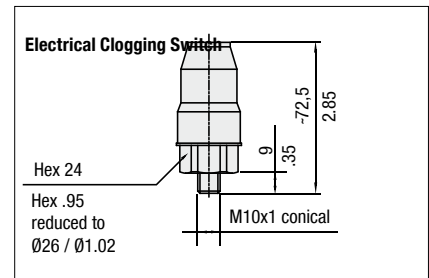 Electrical Clogging Switch
~72,5
2.85
9
.35
Hex 24
Hex .95
reduced to
Ø26 / Ø1.02
M10x1 conical